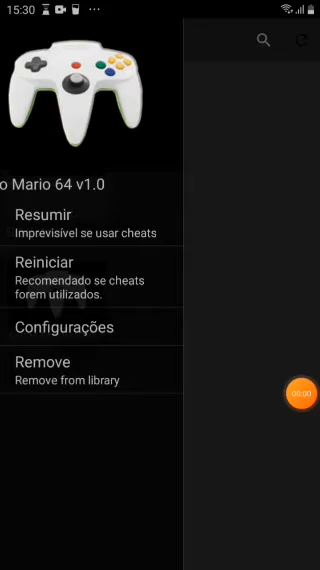 15:30
o Mario 64 v1.0
Resumir
Imprevisível se usar cheats
Reiniciar
Recomendado se cheats
forem utilizados.
Configurações
Remove
Remove from library
00:00